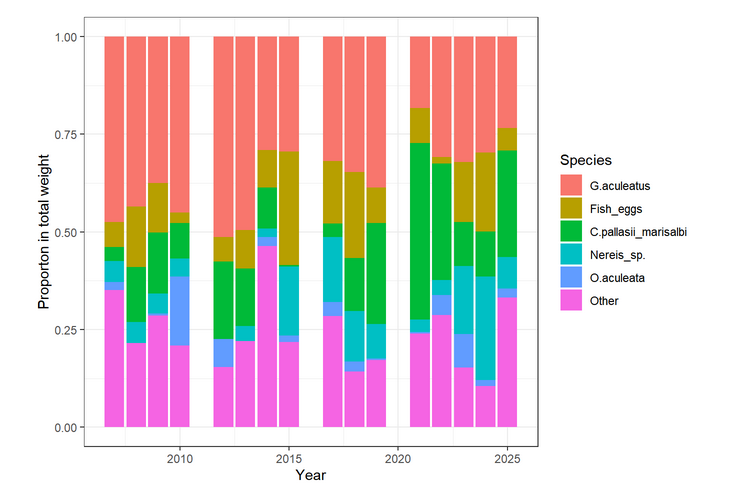 1.00
0.75
0.50
0.25
0.00
Proporton in total weight
2010 2015 2020 2025
Year
Species
G.aculeatus
Fish_eggs
C.pallasii_marisalbi
Nereis_sp.
O.aculeata
Other